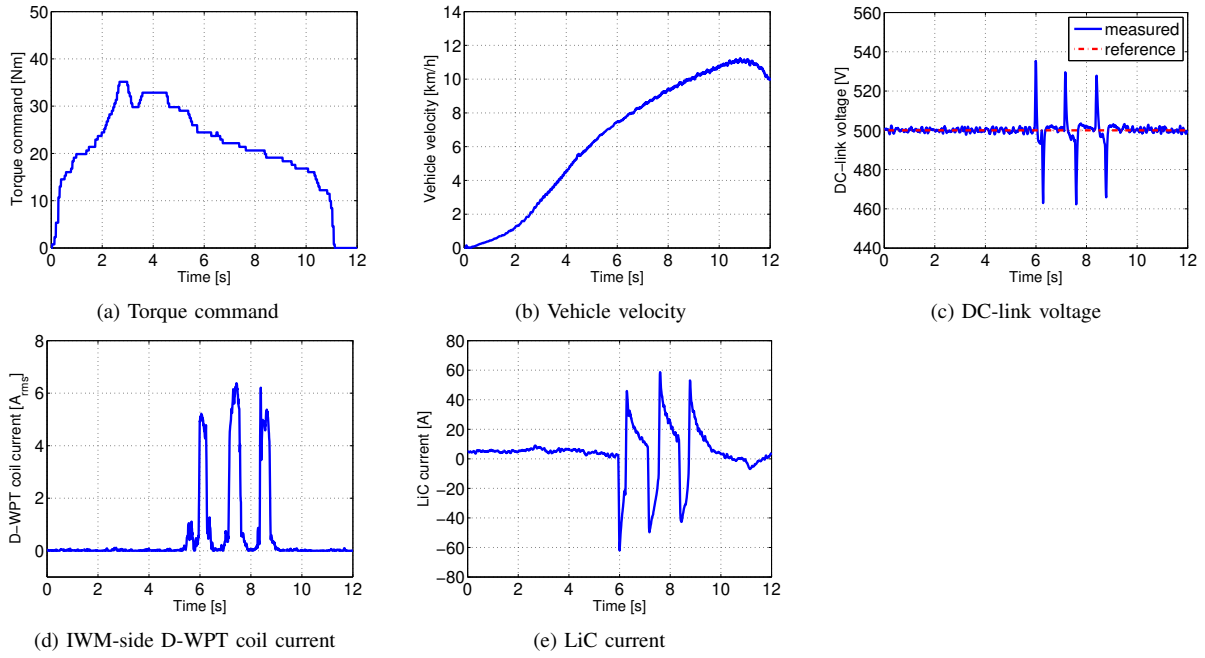 50
40
30
20
10
0
0 2 4 6 8 10 12
Torque command [Nm]
Time [s]
(a) Torque command
14
12
10
8
6
4
2
0
0 2 4 6 8 10 12
Vehicle velocity [km/h]
Time [s]
(b) Vehicle velocity
560
540
520
500
480
460
440
0 2 4 6 8 10 12
DC−link voltage [V]
Time [s]
measured
reference
(c) DC-link voltage
8
6
4
2
0
0 2 4 6 8 10 12
D−WPT coil current [Arms]
Time [s]
(d) IWM-side D-WPT coil current
80
60
40
20
0
−20
−40
−60
−80
0 2 4 6 8 10 12
LiC current [A]
Time [s]
(e) LiC current